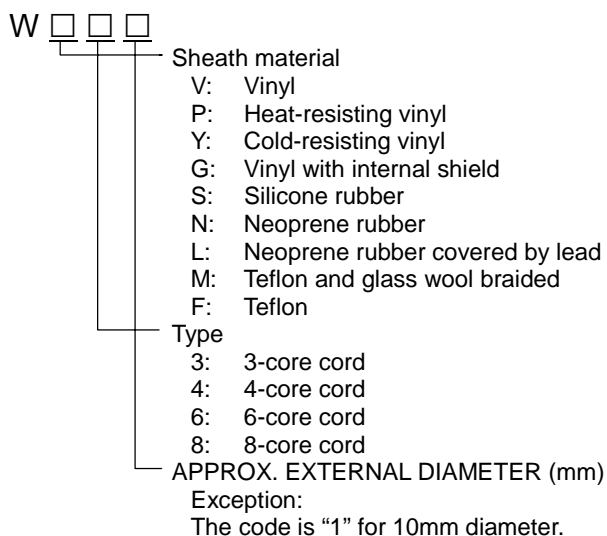 W □ □ □
Sheath material
V: Vinyl
P: Heat-resisting vinyl
Y: Cold-resisting vinyl
G: Vinyl with internal shield
S: Silicone rubber
N: Neoprene rubber
L: Neoprene rubber covered by lead
M: Teflon and glass wool braided
F: Teflon
Type
3: 3-core cord
4: 4-core cord
6: 6-core cord
8: 8-core cord
APPROX. EXTERNAL DIAMETER (mm)
Exception:
The code is “1” for 10mm diameter.